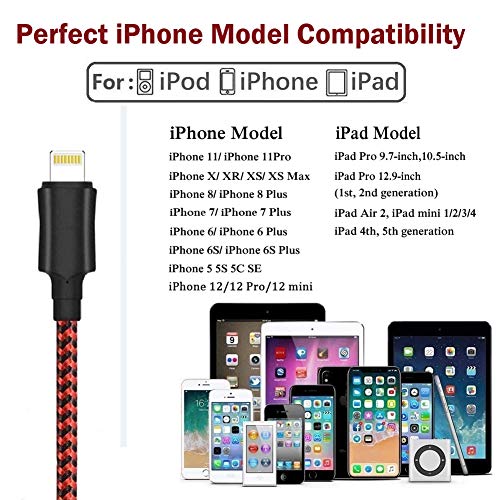 Perfect iPhone Model Compatibility
For: iPod iPhone iPad
iPhone Model
iPhone 11/ iPhone 11Pro
iPhone X/ XR/ XS/ XS Max
iPhone 8/ iPhone 8 Plus
iPhone 7/ iPhone 7 Plus
iPhone 6/ iPhone 6 Plus
iPhone 6S/ iPhone 6S Plus
iPhone 5 5S 5C SE
iPhone 12/12 Pro/12 mini
iPad Model
iPad Pro 9.7-inch,10.5-inch
iPad Pro 12.9-inch
(1st, 2nd generation)
iPad Air 2, iPad mini 1/2/3/4
iPad 4th, 5th generation